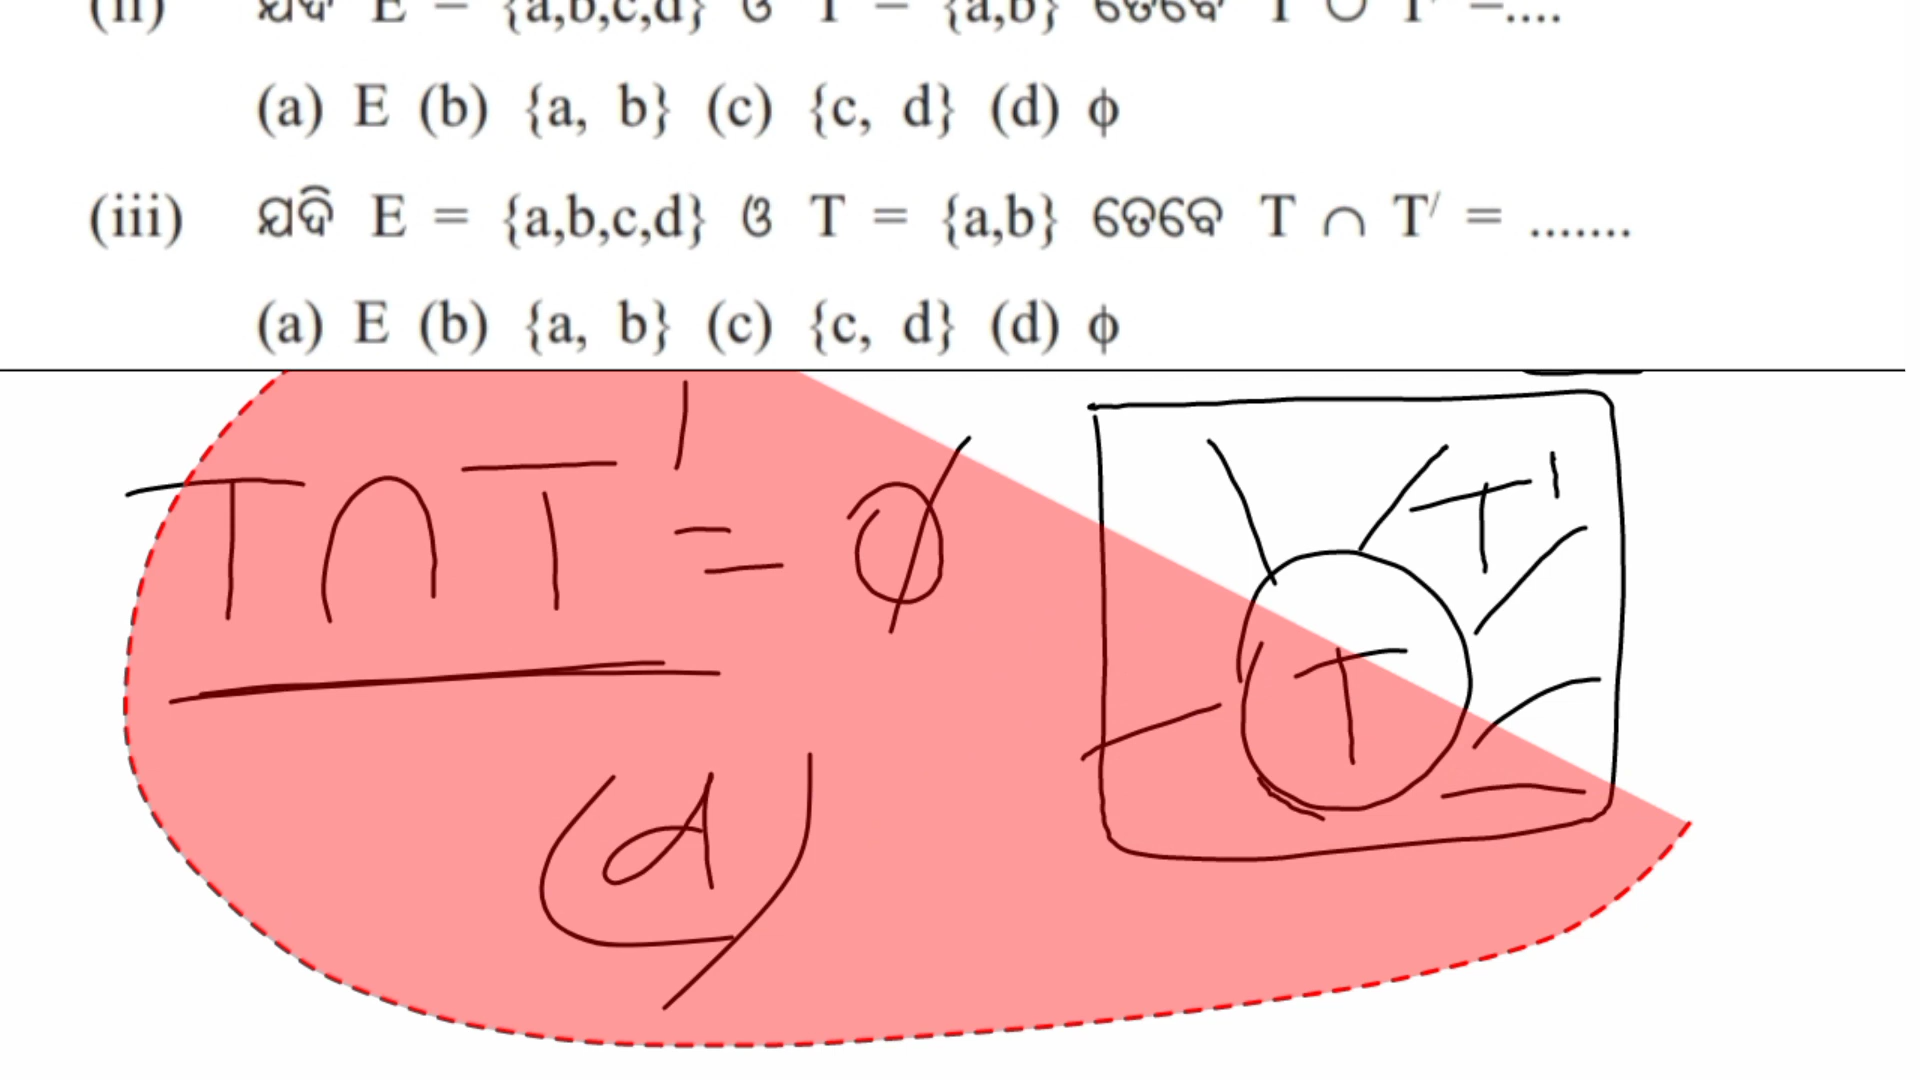 (ii) ଯଦି E = {a,b,c,d} ଓ T = {a,b} ତେବେ T ∪ T′ =....
(a) E (b) {a, b} (c) {c, d} (d) ϕ
(iii) ଯଦି E = {a,b,c,d} ଓ T = {a,b} ତେବେ T ∩ T′ = .......
(a) E (b) {a, b} (c) {c, d} (d) ϕ
T∩T′ = ∅
T′
T
(d)